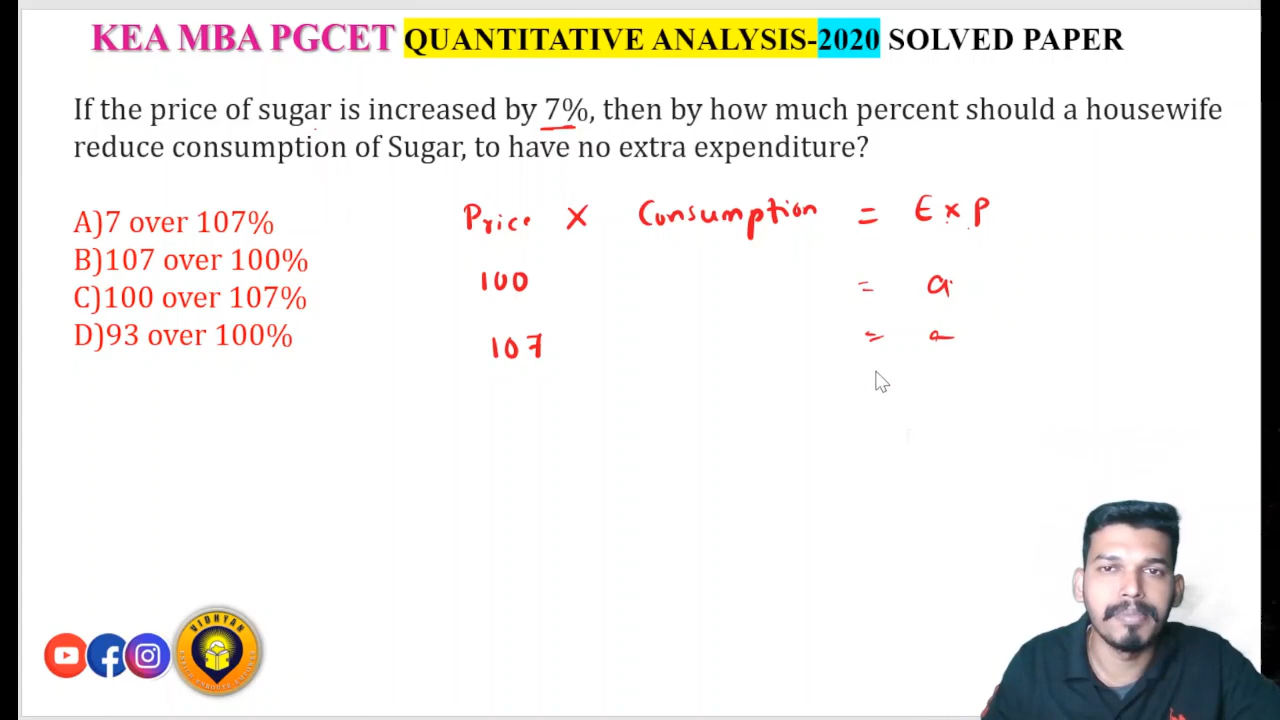 KEA MBA PGCET QUANTITATIVE ANALYSIS-2020 SOLVED PAPER
If the price of sugar is increased by 7%, then by how much percent should a housewife
reduce consumption of Sugar, to have no extra expenditure?
A)7 over 107%
B)107 over 100%
C)100 over 107%
D)93 over 100%
Price X Consumption = Exp
100 = a
107 = a
VIDHYAN